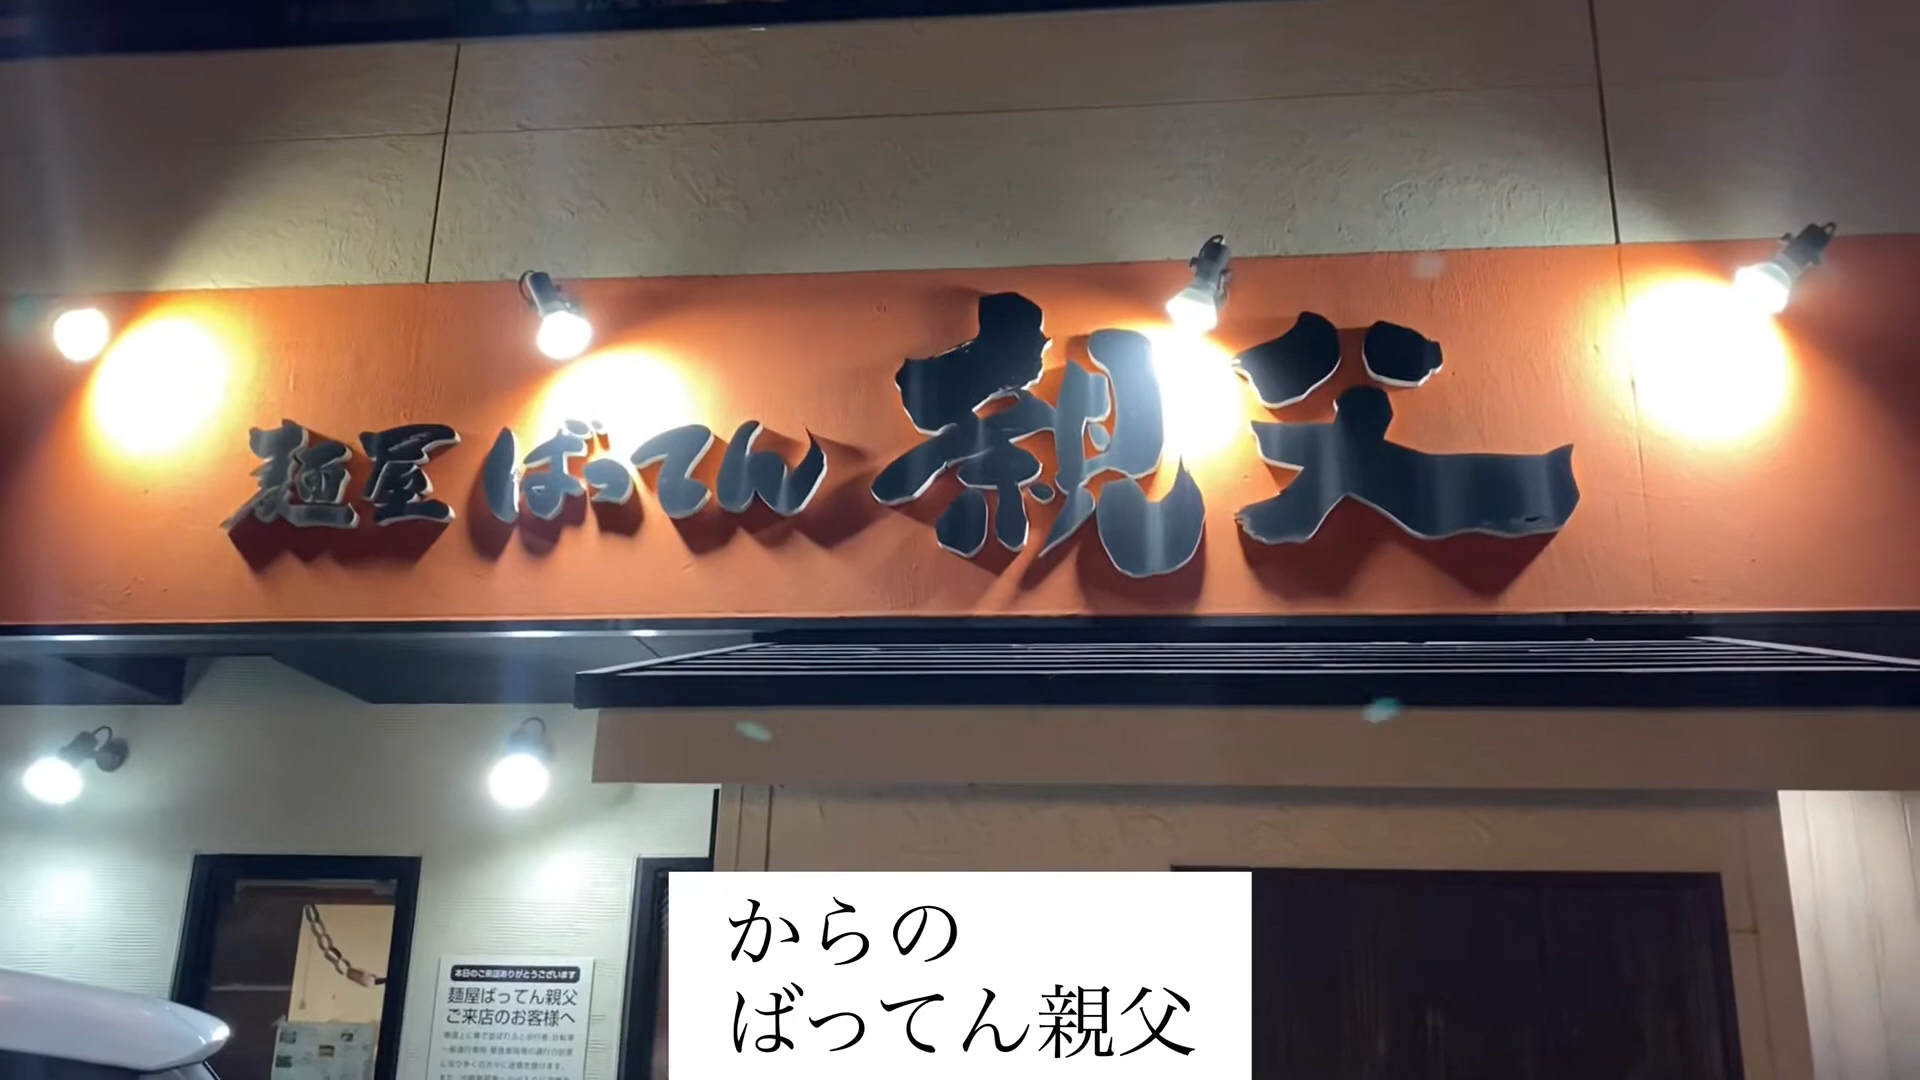 麺屋ばってん親父
本日のご来店ありがとうございます
麺屋ばってん親父
ご来店のお客様へ
からの
ばってん親父